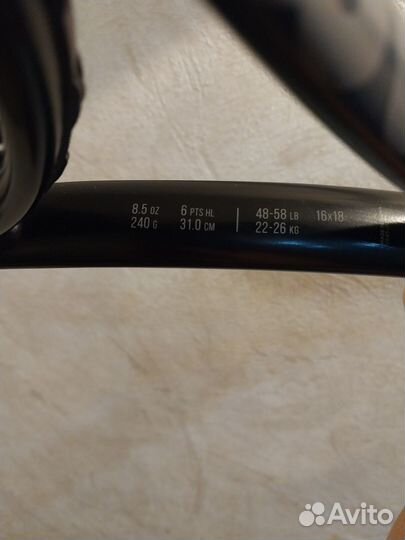 8.5 OZ 6 PTS HL 48-58 LB 16x18
240 G 31.0 CM 22-26 KG
Avito